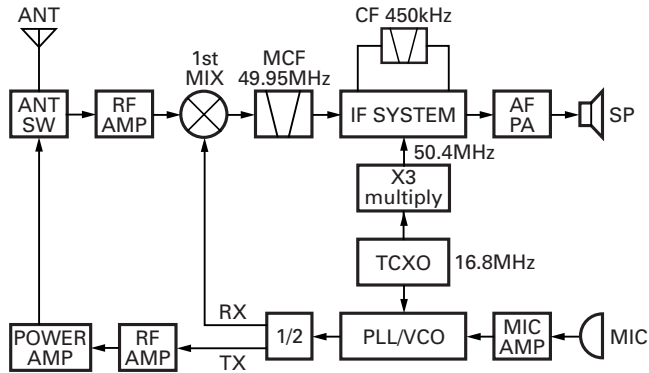 ANT
CF 450kHz
1st
MIX
MCF
49.95MHz
ANT
SW
RF
AMP
IF SYSTEM
AF
PA
SP
50.4MHz
X3
multiply
TCXO
16.8MHz
RX
POWER
AMP
RF
AMP
TX
1/2
PLL/VCO
MIC
AMP
MIC